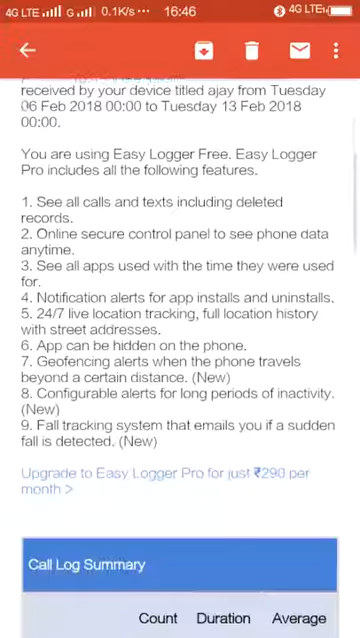 4G LTE G 0.1K/s ··· 16:46 4G LTE
received by your device titled ajay from Tuesday
06 Feb 2018 00:00 to Tuesday 13 Feb 2018
00:00.
You are using Easy Logger Free. Easy Logger
Pro includes all the following features.
1. See all calls and texts including deleted
records.
2. Online secure control panel to see phone data
anytime.
3. See all apps used with the time they were used
for.
4. Notification alerts for app installs and uninstalls.
5. 24/7 live location tracking, full location history
with street addresses.
6. App can be hidden on the phone.
7. Geofencing alerts when the phone travels
beyond a certain distance. (New)
8. Configurable alerts for long periods of inactivity.
(New)
9. Fall tracking system that emails you if a sudden
fall is detected. (New)
Upgrade to Easy Logger Pro for just ₹290 per
month >
Call Log Summary
Count Duration Average